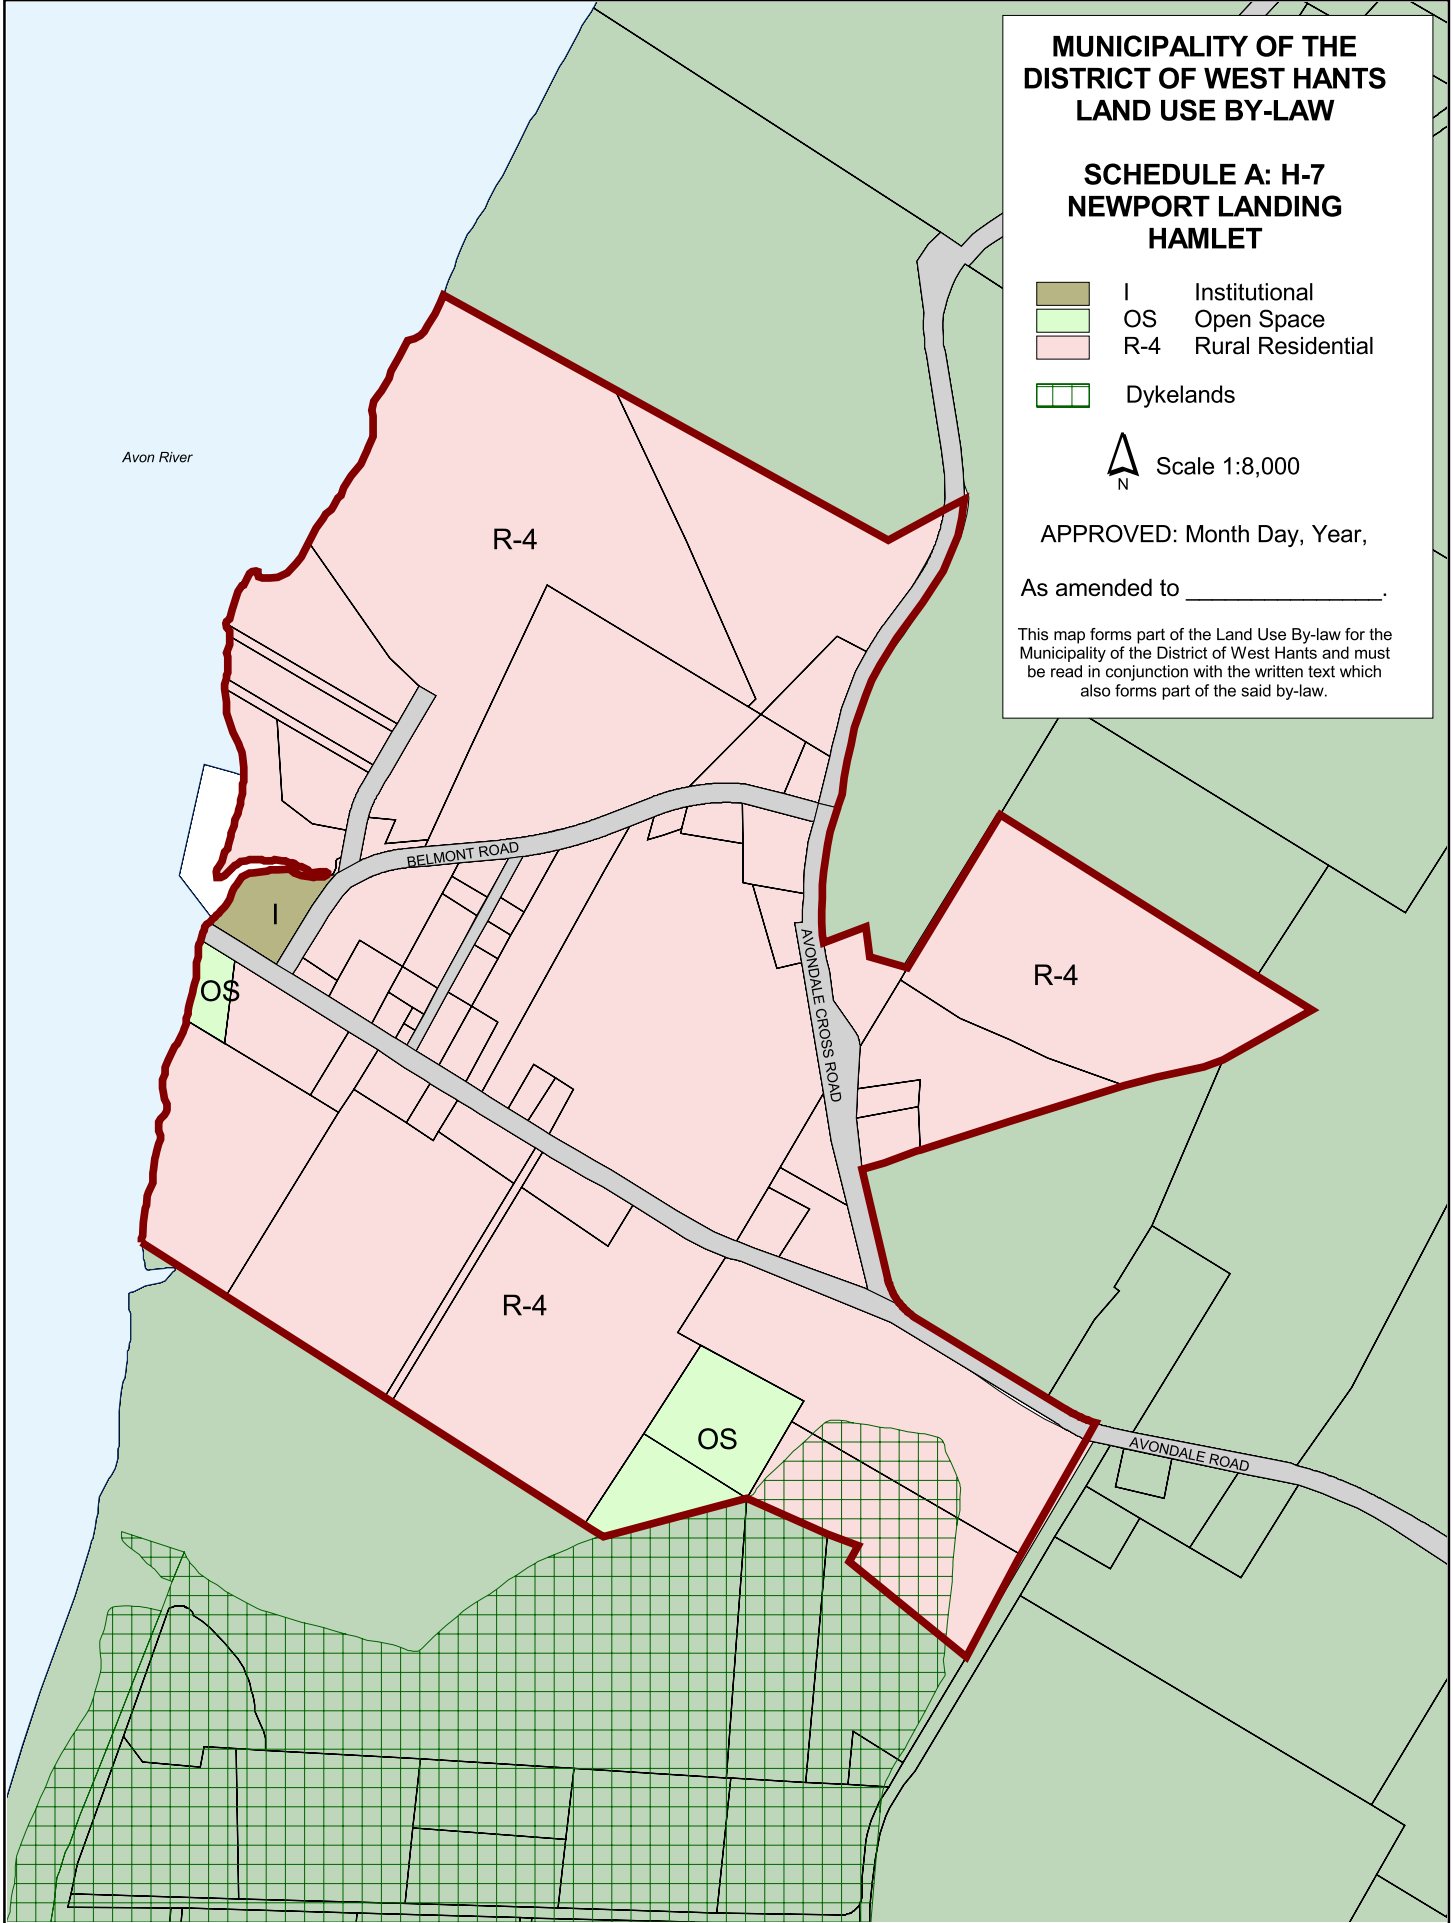 MUNICIPALITY OF THE
DISTRICT OF WEST HANTS
LAND USE BY-LAW
SCHEDULE A: H-7
NEWPORT LANDING
HAMLET
I Institutional
OS Open Space
R-4 Rural Residential
Dykelands
N
Scale 1:8,000
APPROVED: Month Day, Year,
As amended to _______________.
This map forms part of the Land Use By-law for the
Municipality of the District of West Hants and must
be read in conjunction with the written text which
also forms part of the said by-law.
Avon River
R-4
BELMONT ROAD
I
OS
R-4
AVONDALE CROSS ROAD
R-4
OS
AVONDALE ROAD